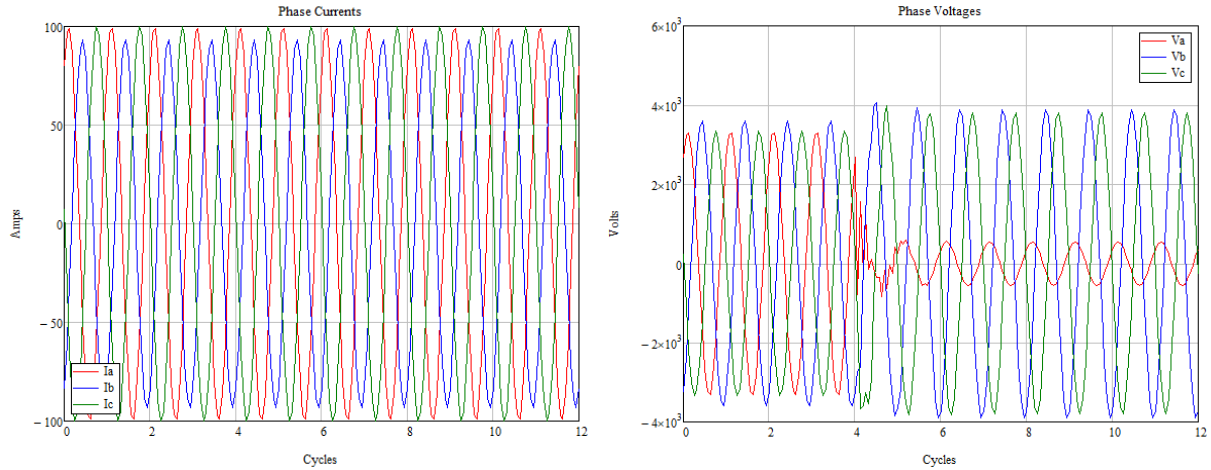 Phase Currents
100
50
0
− 50
− 100
0
2
4
6
8
10
12
Amps
Cycles
Ia
Ib
Ic
Phase Voltages
6×10³
4×10³
2×10³
0
− 2×10³
− 4×10³
0
2
4
6
8
10
12
Volts
Cycles
Va
Vb
Vc